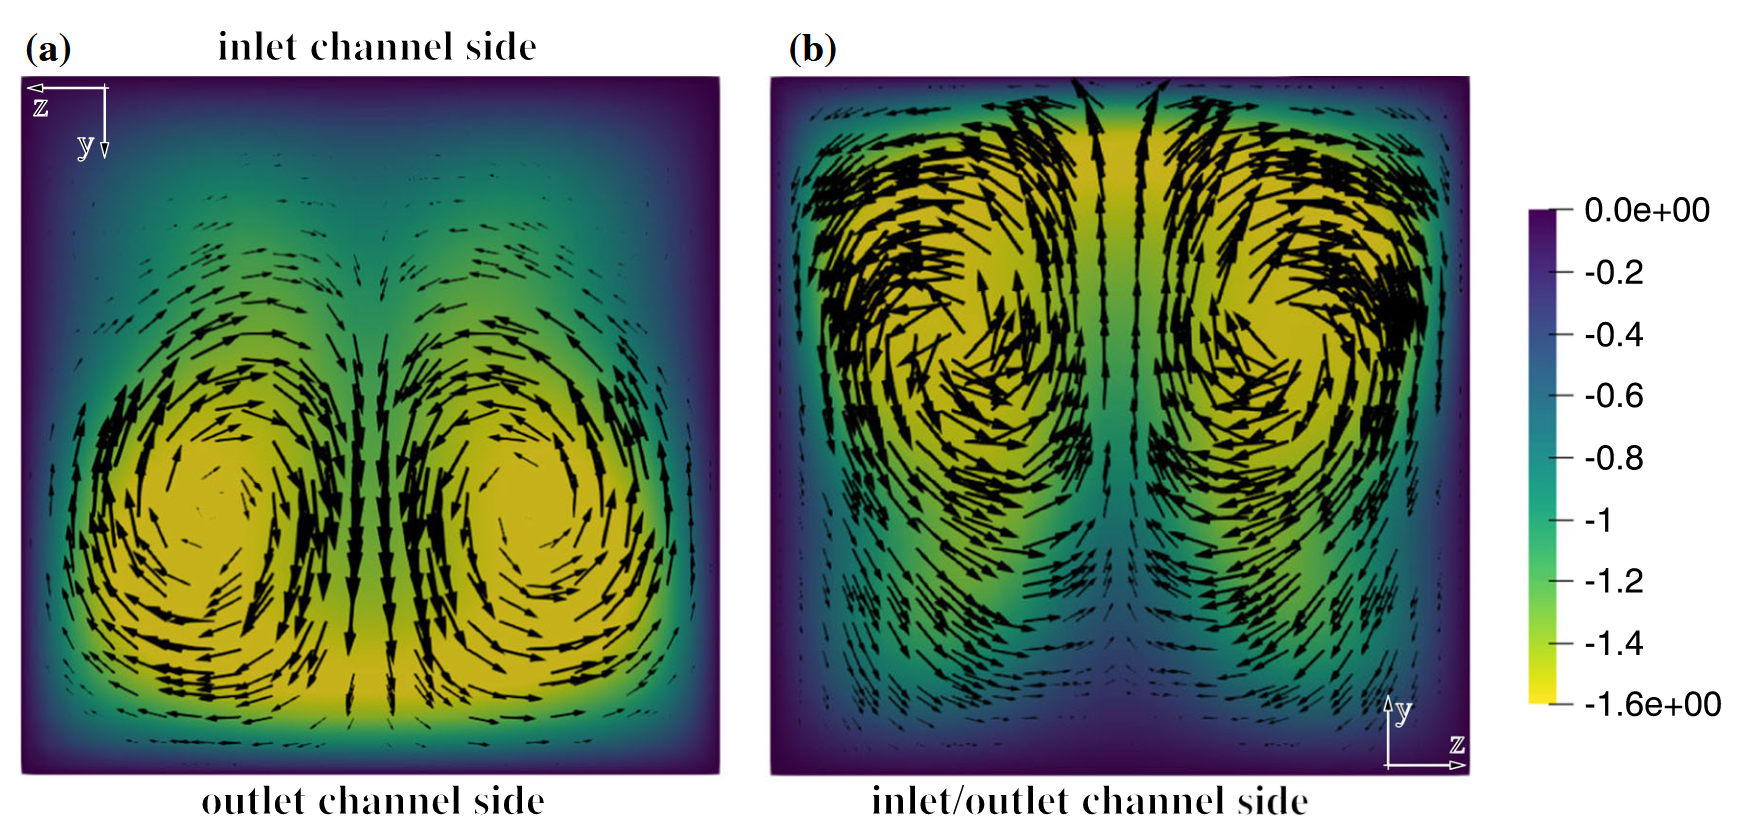 (a) inlet channel side
(b)
z
y
0.0e+00
-0.2
-0.4
-0.6
-0.8
-1
-1.2
-1.4
-1.6e+00
y
z
outlet channel side
inlet/outlet channel side